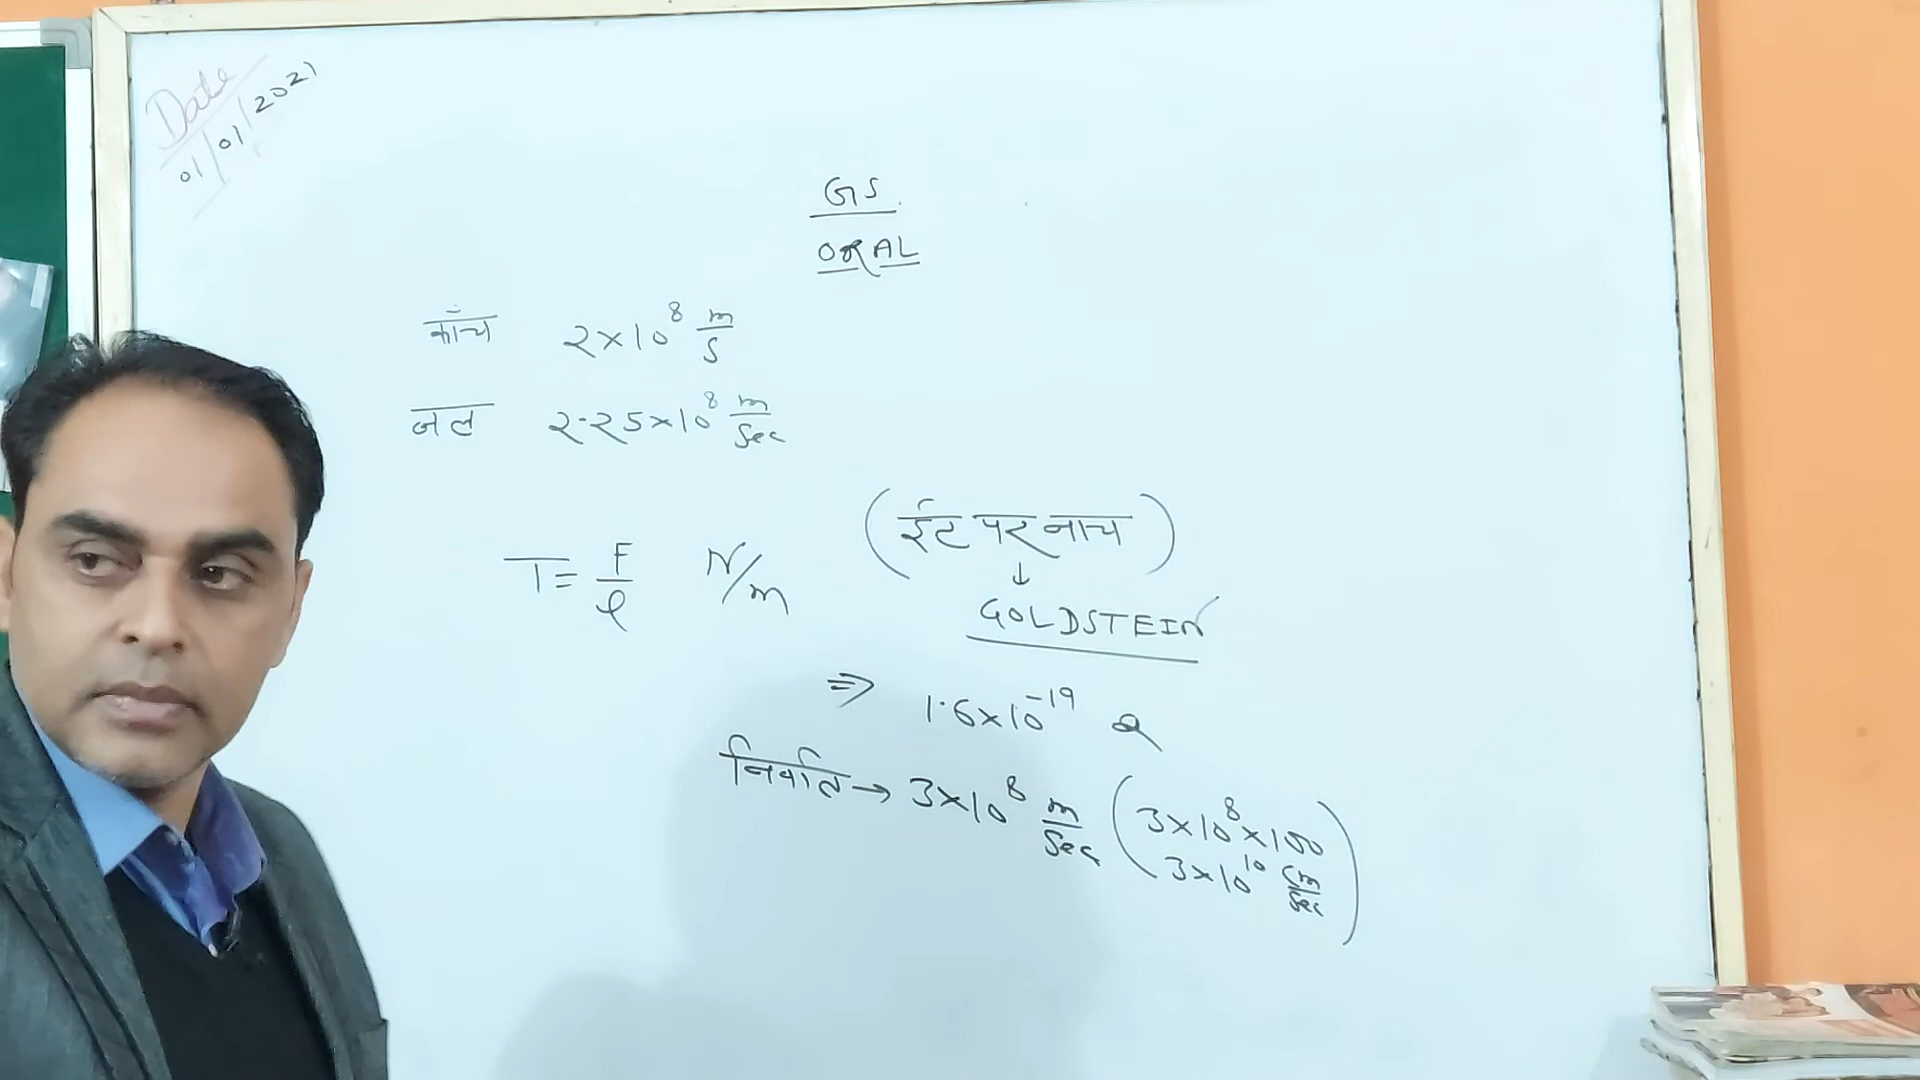 Date
01/01/2021
GS
ORAL
काँच 2×10⁸ m/s
जल 2.25×10⁸ m/sec
(ईट पर नाच)
↓
T = F/l N/m
GOLDSTEIN
⇒ 1.6×10⁻¹⁹
निर्वात → 3×10⁸ m/sec (3×10⁸×100
3×10¹⁰ cm/sec)